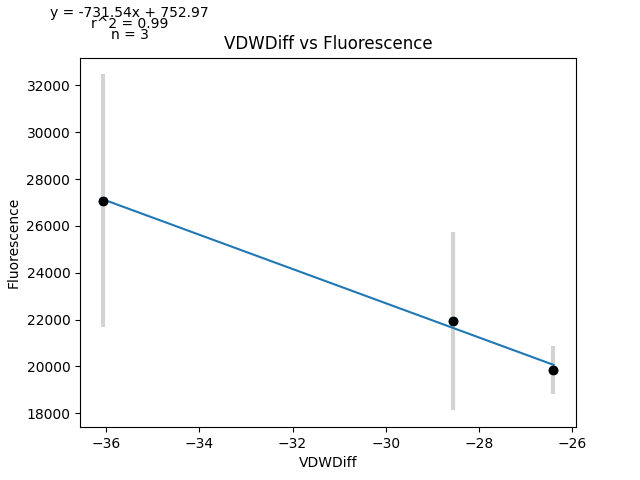 y = -731.54x + 752.97
r^2 = 0.99
n = 3
VDWDiff vs Fluorescence
32000
30000
28000
26000
24000
22000
20000
18000
Fluorescence
−36
−34
−32
−30
−28
−26
VDWDiff